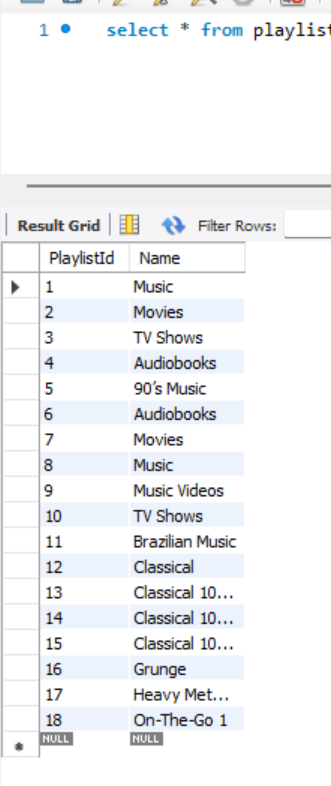 1 select * from playlist
Result Grid Filter Rows:
PlaylistId Name
1 Music
2 Movies
3 TV Shows
4 Audiobooks
5 90’s Music
6 Audiobooks
7 Movies
8 Music
9 Music Videos
10 TV Shows
11 Brazilian Music
12 Classical
13 Classical 10...
14 Classical 10...
15 Classical 10...
16 Grunge
17 Heavy Met...
18 On-The-Go 1
NULL NULL